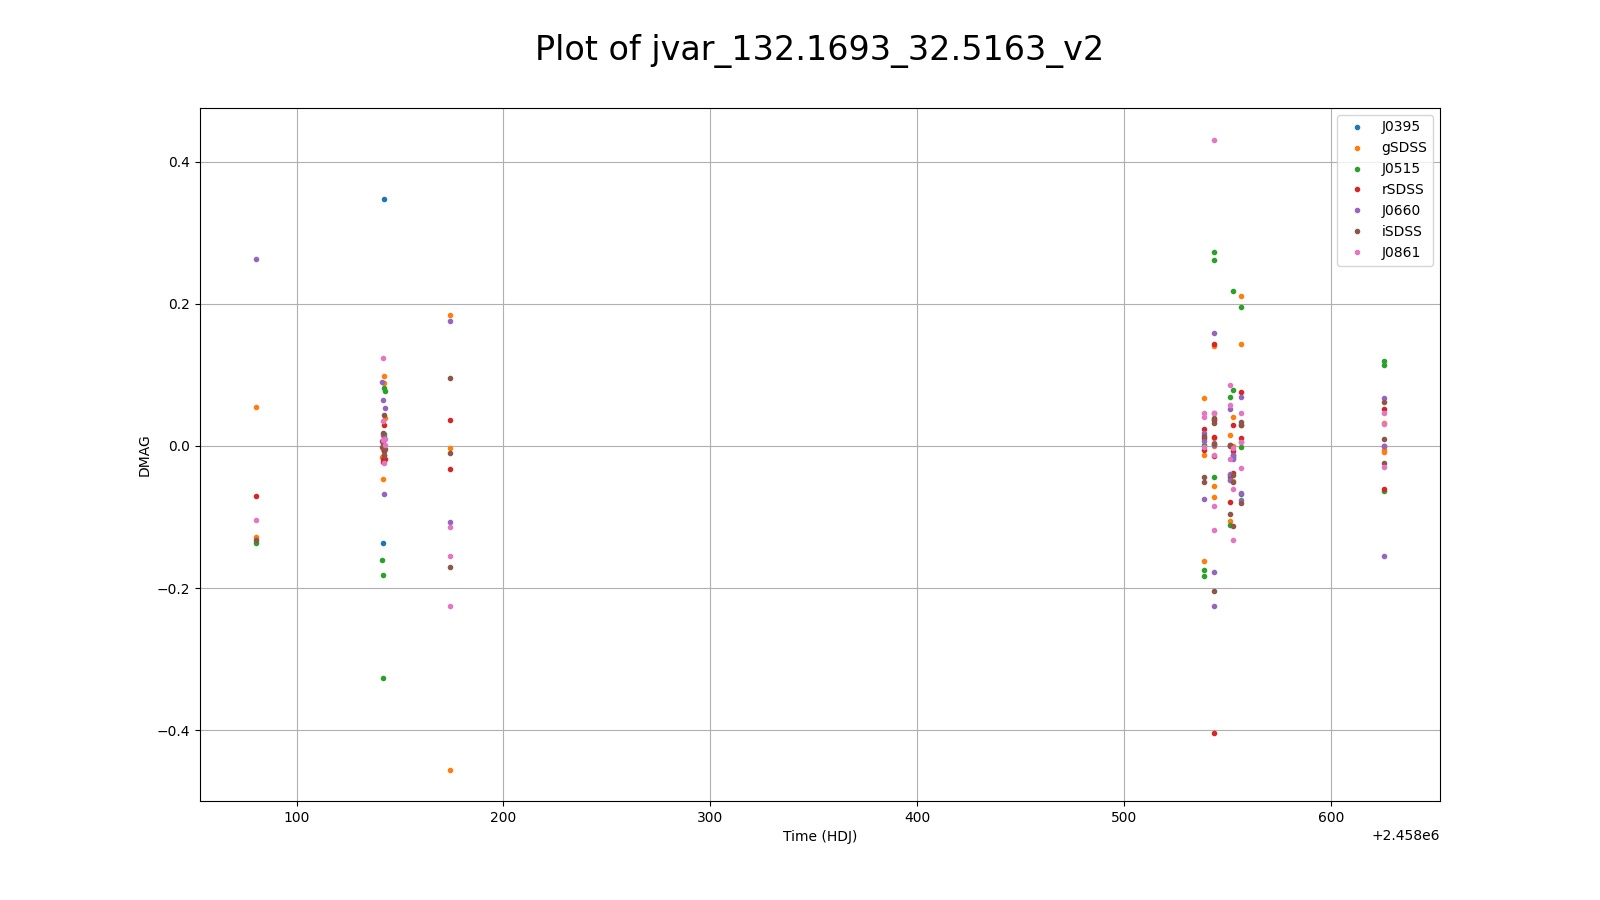 Plot of jvar_132.1693_32.5163_v2
J0395
gSDSS
J0515
rSDSS
J0660
iSDSS
J0861
0.4
0.2
0.0
−0.2
−0.4
DMAG
100
200
300
400
500
600
Time (HDJ)
+2.458e6